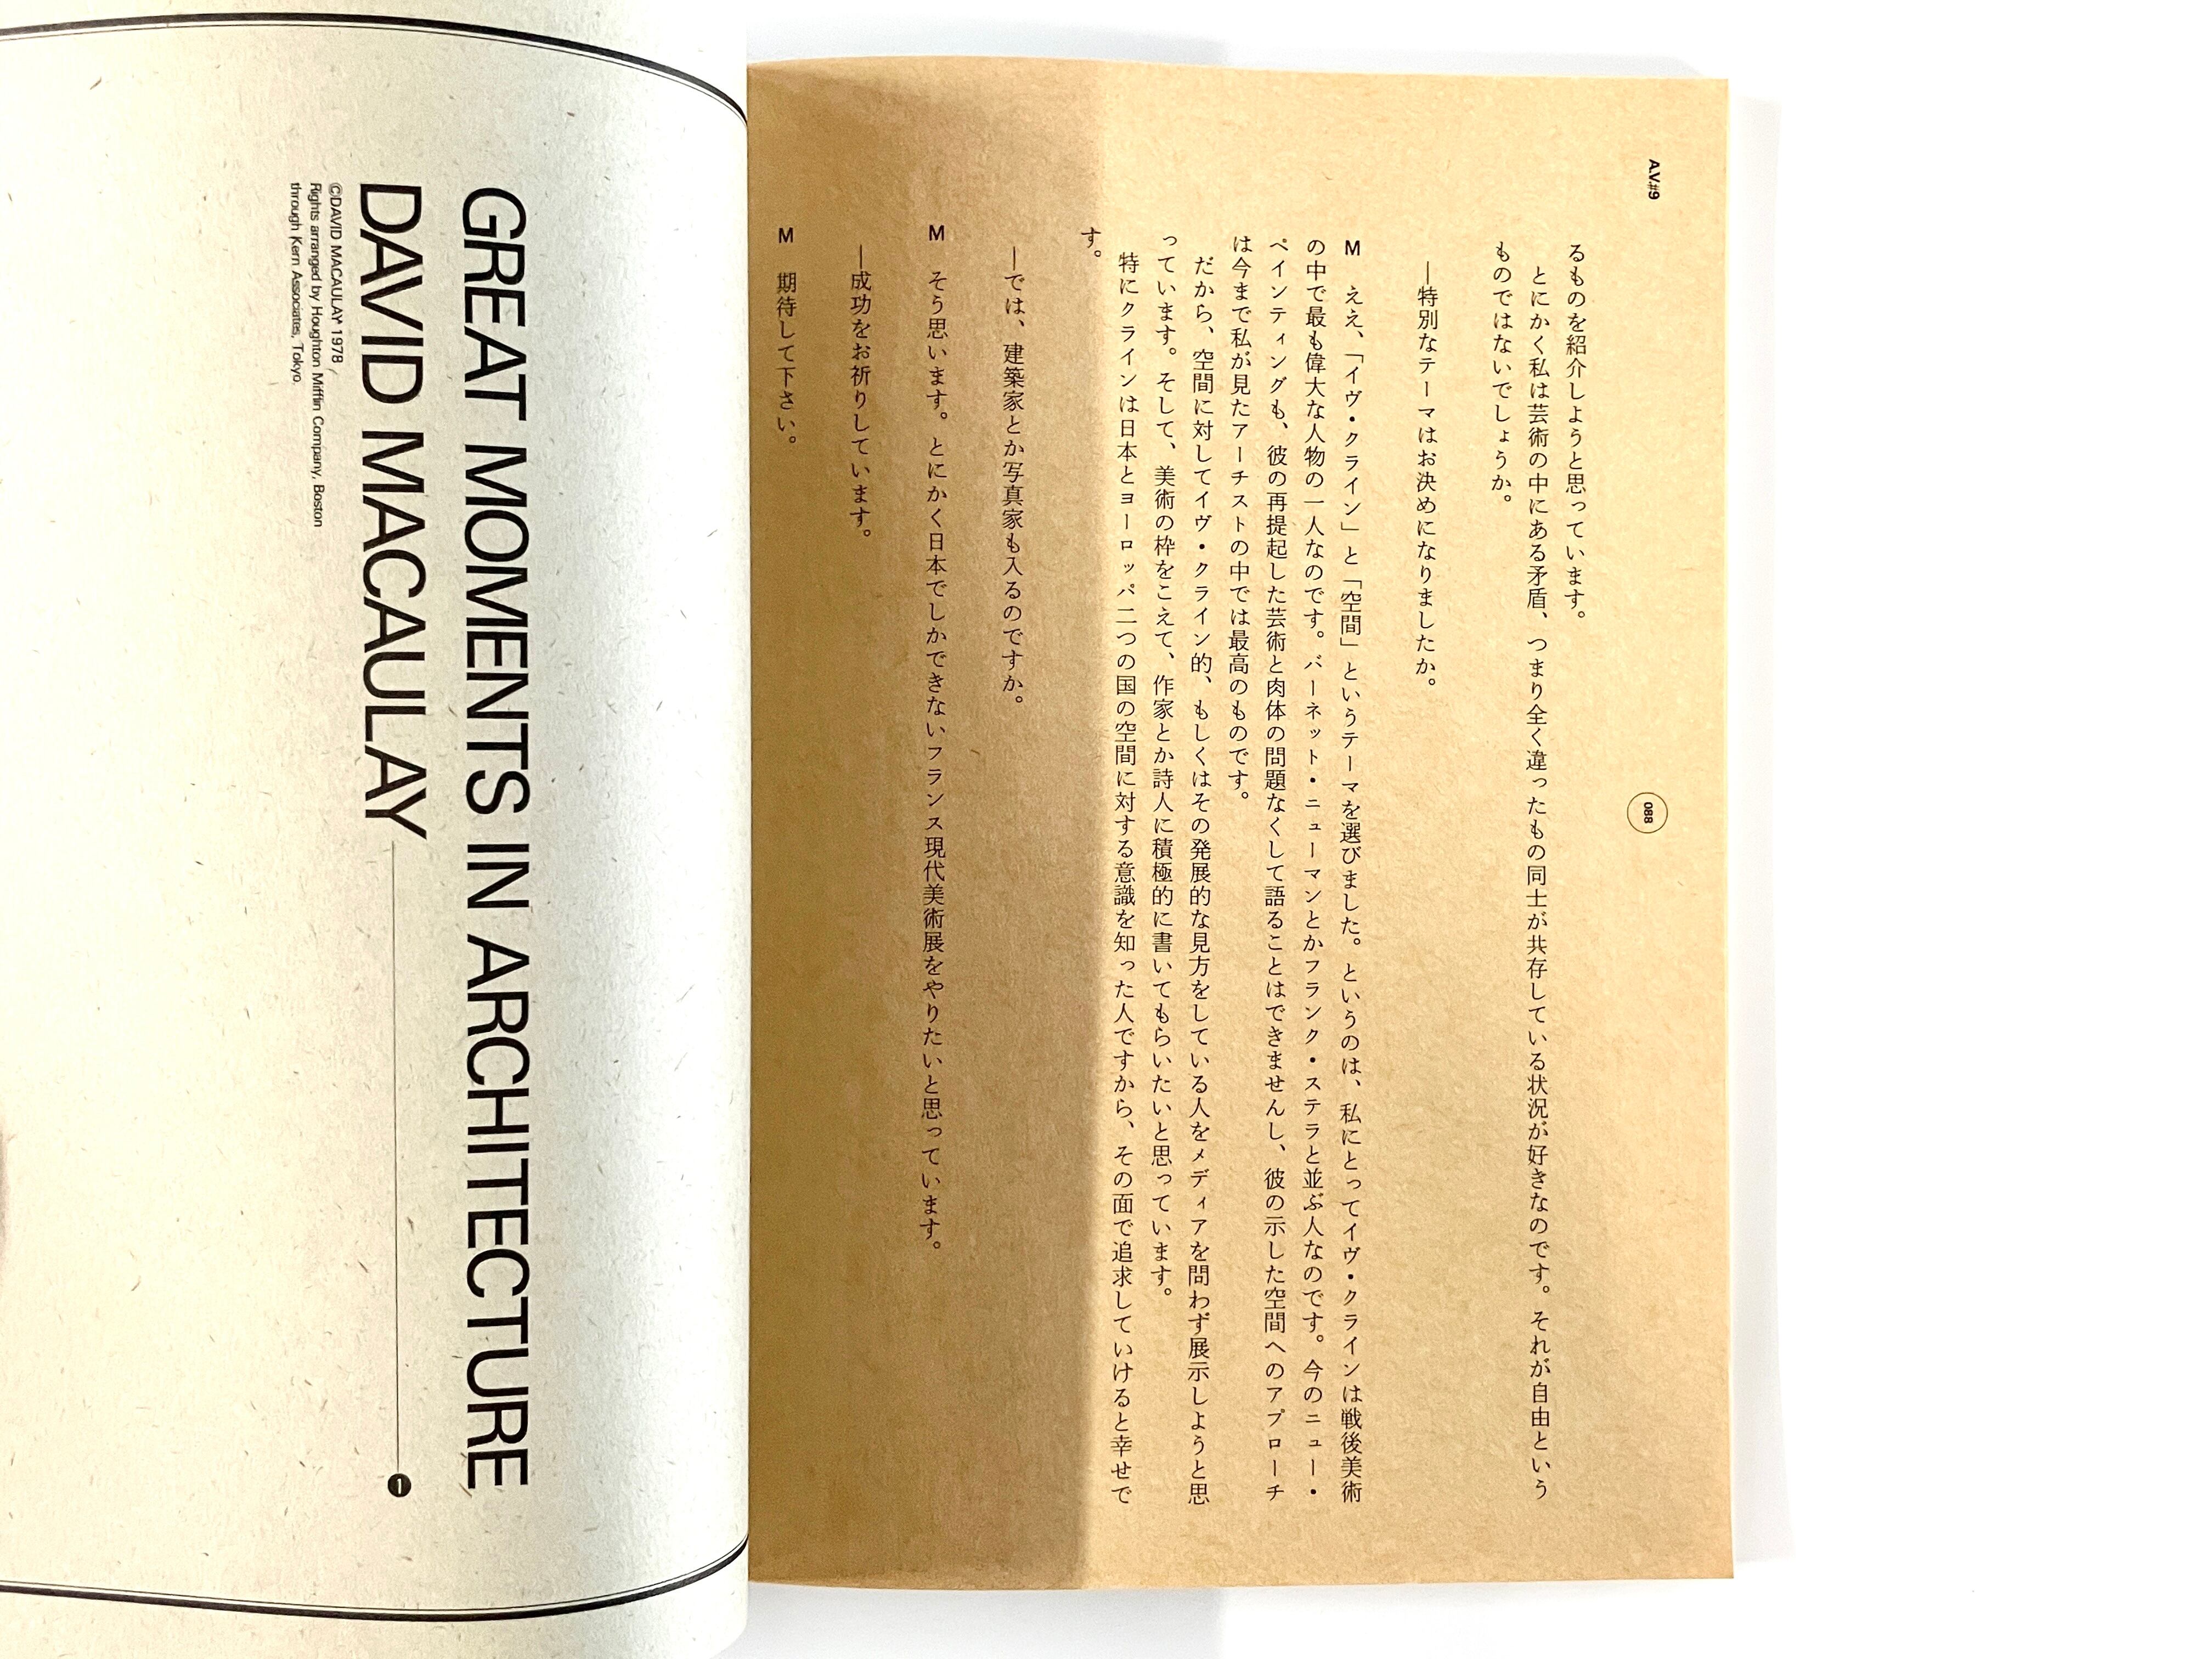 A.V#9
088
るものを紹介しようと思っています。
とにかく私は芸術の中にある矛盾、つまり全く違ったもの同士が共存している状況が好きなのです。それが自由という
ものではないでしょうか。
―特別なテーマはお決めになりましたか。
M ええ、「イヴ・クライン」と「空間」というテーマを選びました。というのは、私にとってイヴ・クラインは戦後美術
の中で最も偉大な人物の一人なのです。バーネット・ニューマンとかフランク・ステラと並ぶ人なのです。今のニュー・
ペインティングも、彼の再提起した芸術と肉体の問題なくして語ることはできませんし、彼の示した空間へのアプローチ
は今まで私が見たアーチストの中では最高のものです。
だから、空間に対してイヴ・クライン的、もしくはその発展的な見方をしている人をメディアを問わず展示しようと思
っています。そして、美術の枠をこえて、作家とか詩人に積極的に書いてもらいたいと思っています。
特にクラインは日本とヨーロッパ二つの国の空間に対する意識を知った人ですから、その面で追求していけると幸せで
す。
―では、建築家とか写真家も入るのですか。
M そう思います。とにかく日本でしかできないフランス現代美術展をやりたいと思っています。
―成功をお祈りしています。
M 期待して下さい。
GREAT MOMENTS IN ARCHITECTURE
DAVID MACAULAY
❶
©DAVID MACAULAY 1978
Rights arranged by Houghton Mifflin Company, Boston
through Kern Associates, Tokyo.